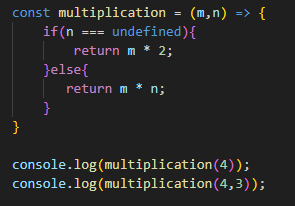 const multiplication = (m,n) => {
    if(n === undefined){
        return m * 2;
    }else{
       return m * n;
    }
}

console.log(multiplication(4));
console.log(multiplication(4,3));